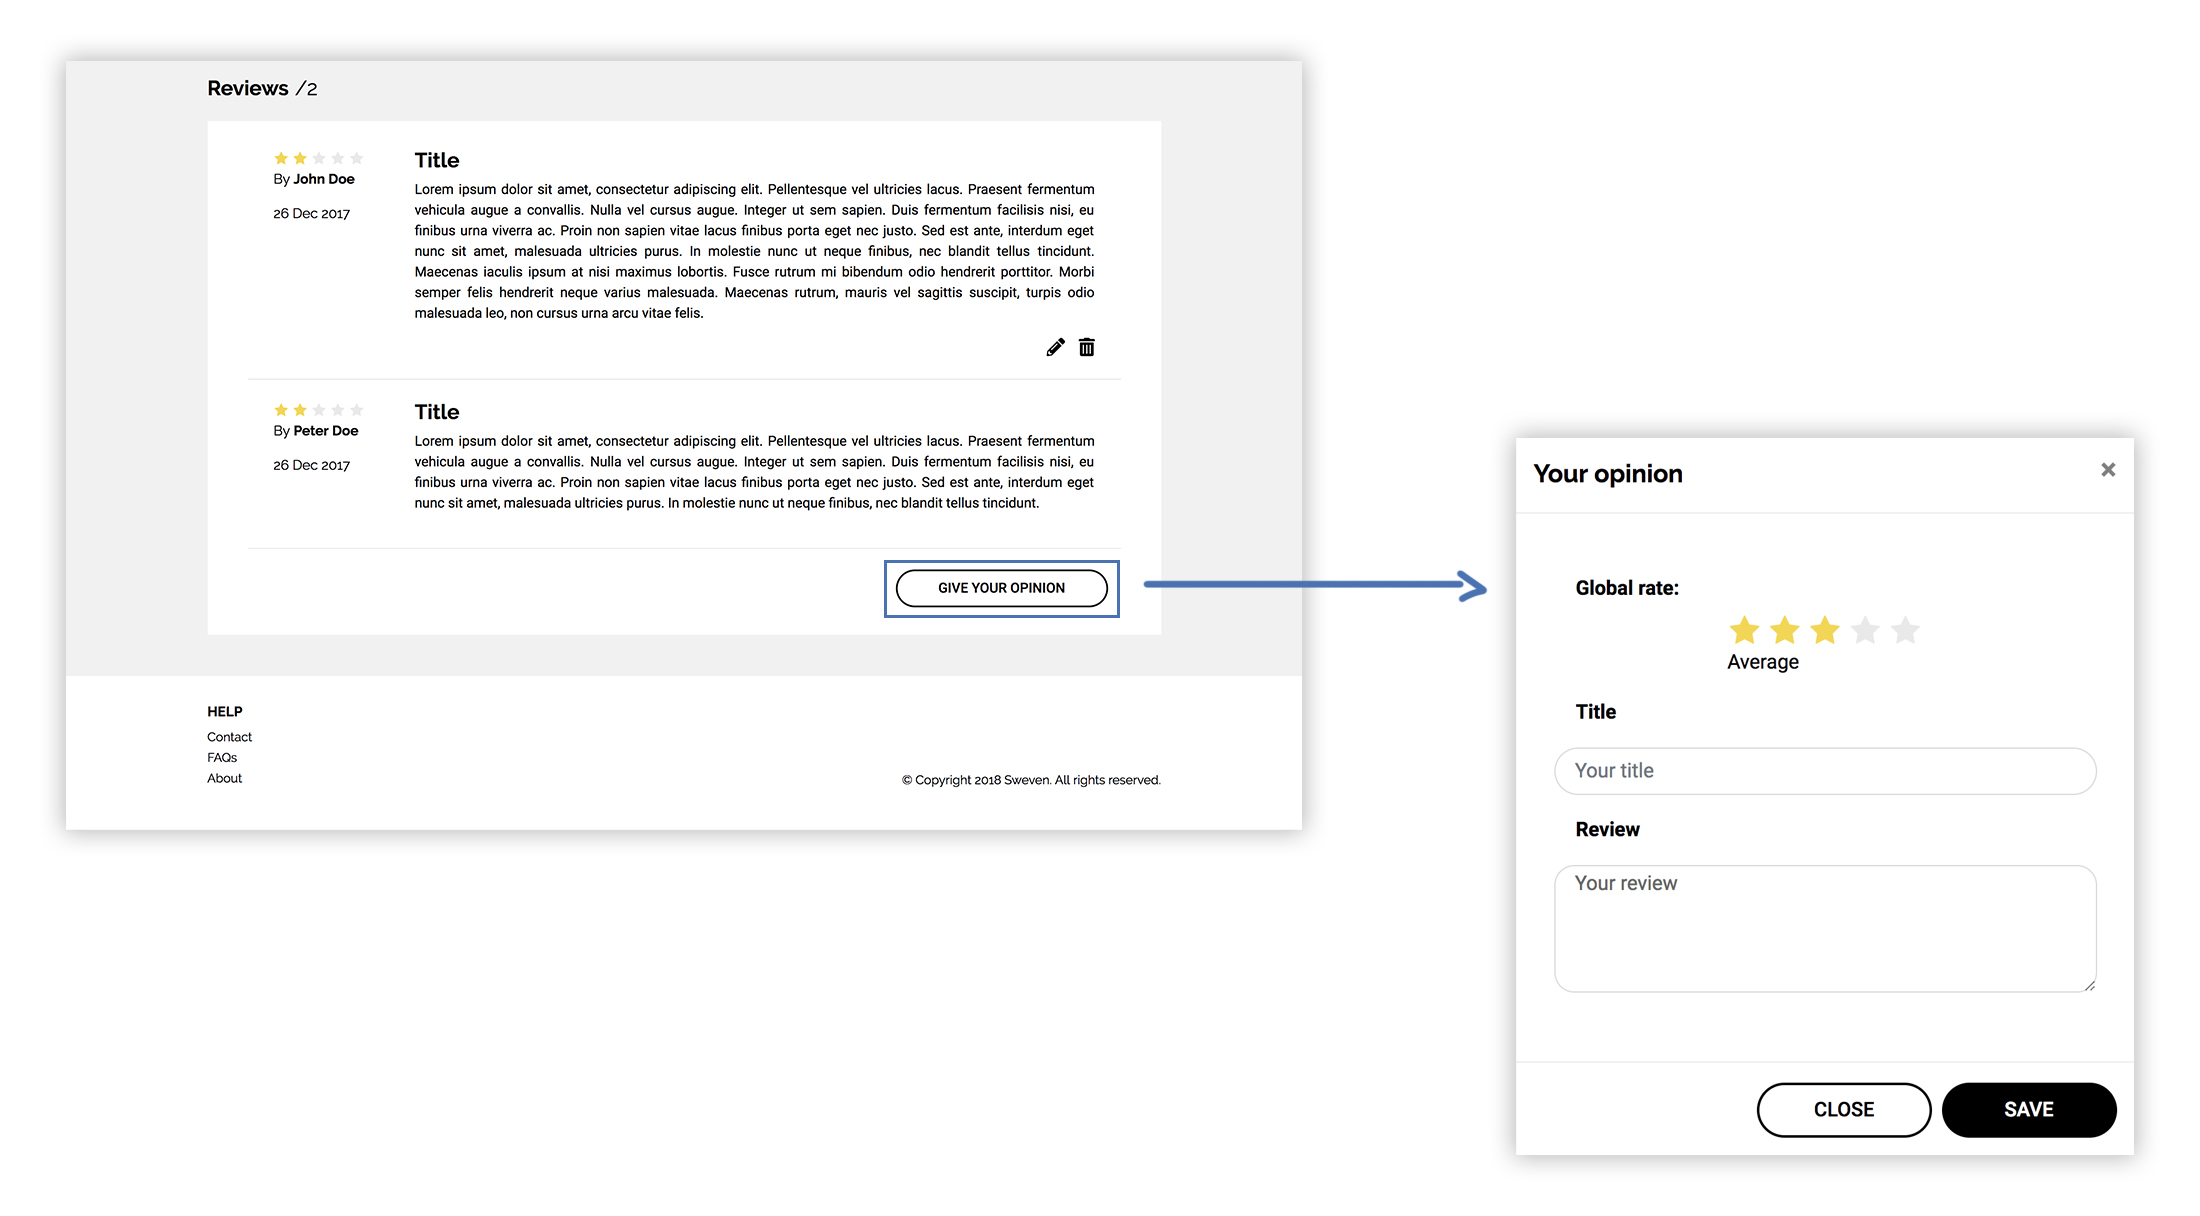 Reviews /2
Title
By John Doe
26 Dec 2017
Lorem ipsum dolor sit amet, consectetur adipiscing elit. Pellentesque vel ultricies lacus. Praesent fermentum
vehicula augue a convallis. Nulla vel cursus augue. Integer ut sem sapien. Duis fermentum facilisis nisi, eu
finibus urna viverra ac. Proin non sapien vitae lacus finibus porta eget nec justo. Sed est ante, interdum eget
nunc sit amet, malesuada ultricies purus. In molestie nunc ut neque finibus, nec blandit tellus tincidunt.
Maecenas iaculis ipsum at nisi maximus lobortis. Fusce rutrum mi bibendum odio hendrerit porttitor. Morbi
semper felis hendrerit neque varius malesuada. Maecenas rutrum, mauris vel sagittis suscipit, turpis odio
malesuada leo, non cursus urna arcu vitae felis.
Title
By Peter Doe
26 Dec 2017
Lorem ipsum dolor sit amet, consectetur adipiscing elit. Pellentesque vel ultricies lacus. Praesent fermentum
vehicula augue a convallis. Nulla vel cursus augue. Integer ut sem sapien. Duis fermentum facilisis nisi, eu
finibus urna viverra ac. Proin non sapien vitae lacus finibus porta eget nec justo. Sed est ante, interdum eget
nunc sit amet, malesuada ultricies purus. In molestie nunc ut neque finibus, nec blandit tellus tincidunt.
GIVE YOUR OPINION
HELP
Contact
FAQs
About
© Copyright 2018 Sweven. All rights reserved.
Your opinion
×
Global rate:
Average
Title
Your title
Review
Your review
CLOSE
SAVE